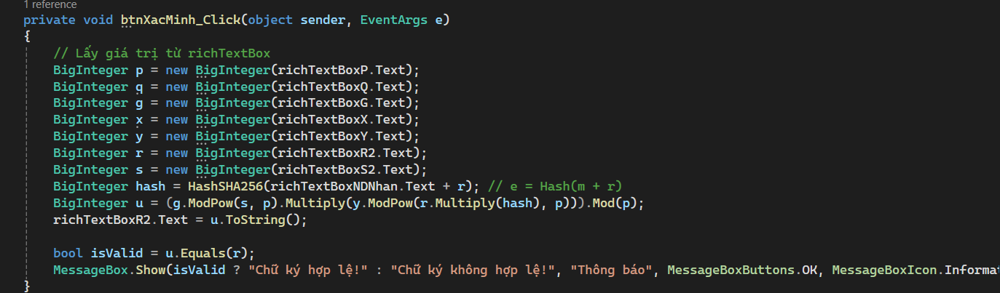 1 reference
private void btnXacMinh_Click(object sender, EventArgs e)
{
// Lấy giá trị từ richTextBox
BigInteger p = new BigInteger(richTextBoxP.Text);
BigInteger q = new BigInteger(richTextBoxQ.Text);
BigInteger g = new BigInteger(richTextBoxG.Text);
BigInteger x = new BigInteger(richTextBoxX.Text);
BigInteger y = new BigInteger(richTextBoxY.Text);
BigInteger r = new BigInteger(richTextBoxR2.Text);
BigInteger s = new BigInteger(richTextBoxS2.Text);
BigInteger hash = HashSHA256(richTextBoxNDNhan.Text + r); // e = Hash(m + r)
BigInteger u = (g.ModPow(s, p).Multiply(y.ModPow(r.Multiply(hash), p))).Mod(p);
richTextBoxR2.Text = u.ToString();
bool isValid = u.Equals(r);
MessageBox.Show(isValid ? "Chữ ký hợp lệ!" : "Chữ ký không hợp lệ!", "Thông báo", MessageBoxButtons.OK, MessageBoxIcon.Informat
}